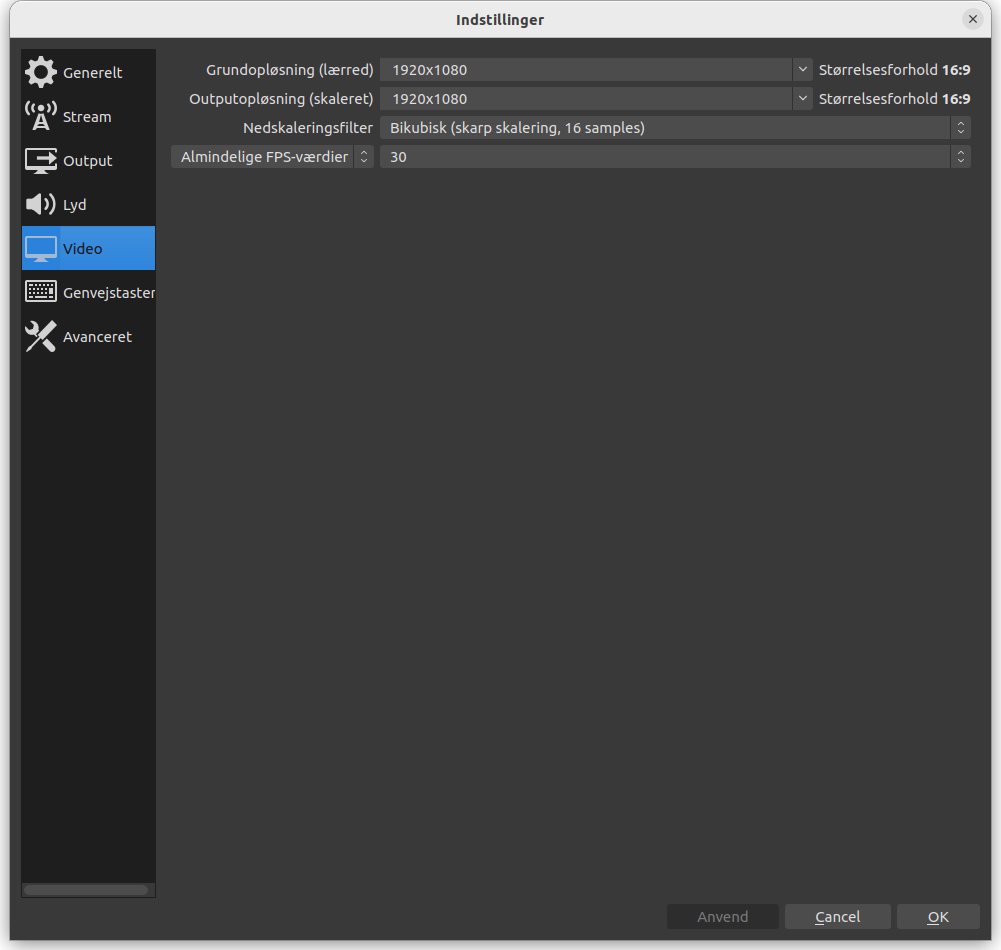 Indstillinger
Generelt
Stream
Output
Lyd
Video
Genvejstaster
Avanceret
Grundopløsning (lærred) 1920x1080 Størrelsesforhold 16:9
Outputopløsning (skaleret) 1920x1080 Størrelsesforhold 16:9
Nedskaleringsfilter Bikubisk (skarp skalering, 16 samples)
Almindelige FPS-værdier 30
Anvend Cancel OK